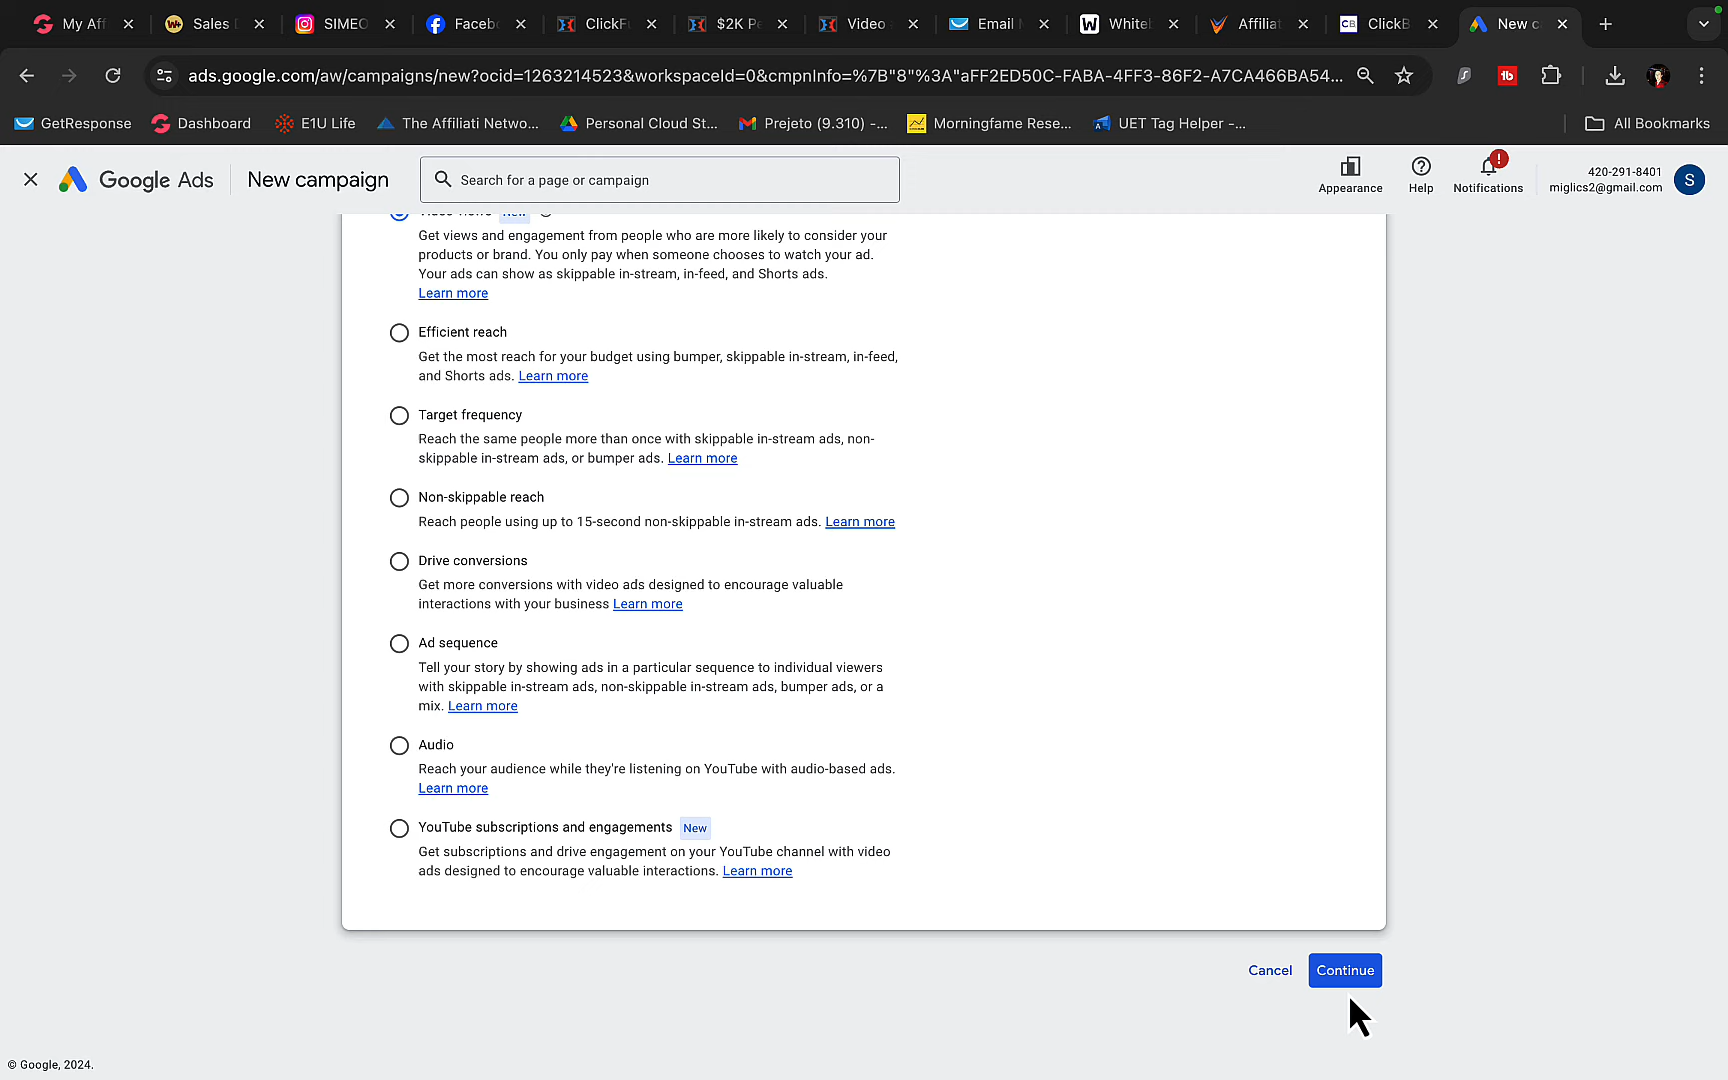 My Aff
Sales
SIMEO
Faceb
ClickF
$2K Pe
Video
Email
White
Affilia
ClickB
New c
ads.google.com/aw/campaigns/new?ocid=1263214523&workspaceId=0&cmpnInfo=%7B"8"%3A"aFF2ED50C-FABA-4FF3-86F2-A7CA466BA54...
GetResponse
Dashboard
E1U Life
The Affiliati Netwo...
Personal Cloud St...
Prejeto (9.310) -...
Morningfame Rese...
UET Tag Helper -...
All Bookmarks
Google Ads
New campaign
Search for a page or campaign
Appearance
Help
Notifications
420-291-8401
miglics2@gmail.com
S
New
Get views and engagement from people who are more likely to consider your
products or brand. You only pay when someone chooses to watch your ad.
Your ads can show as skippable in-stream, in-feed, and Shorts ads.
Learn more
Efficient reach
Get the most reach for your budget using bumper, skippable in-stream, in-feed,
and Shorts ads. Learn more
Target frequency
Reach the same people more than once with skippable in-stream ads, non-
skippable in-stream ads, or bumper ads. Learn more
Non-skippable reach
Reach people using up to 15-second non-skippable in-stream ads. Learn more
Drive conversions
Get more conversions with video ads designed to encourage valuable
interactions with your business Learn more
Ad sequence
Tell your story by showing ads in a particular sequence to individual viewers
with skippable in-stream ads, non-skippable in-stream ads, bumper ads, or a
mix. Learn more
Audio
Reach your audience while they're listening on YouTube with audio-based ads.
Learn more
YouTube subscriptions and engagements New
Get subscriptions and drive engagement on your YouTube channel with video
ads designed to encourage valuable interactions. Learn more
Cancel
Continue
© Google, 2024.